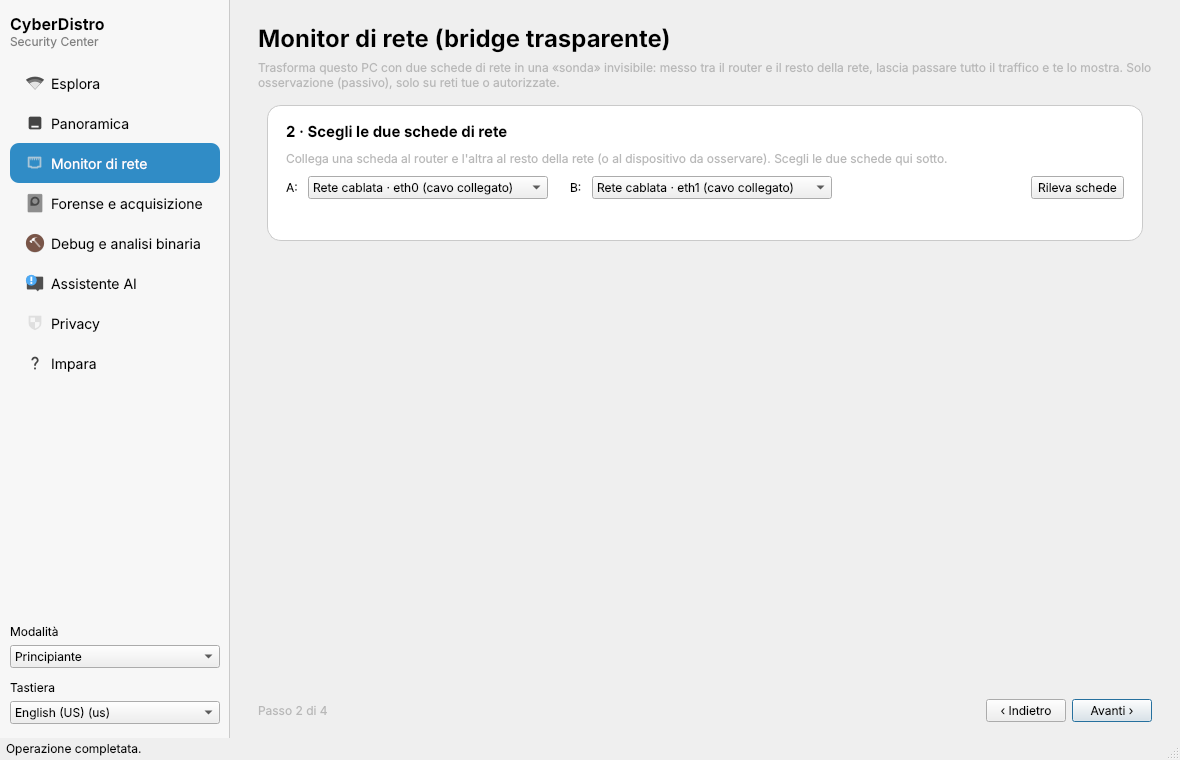 CyberDistro
Security Center
Esplora
Panoramica
Monitor di rete
Forense e acquisizione
Debug e analisi binaria
Assistente AI
Privacy
? Impara
Modalità
Principiante
Tastiera
English (US) (us)
Operazione completata.
Monitor di rete (bridge trasparente)
Trasforma questo PC con due schede di rete in una «sonda» invisibile: messo tra il router e il resto della rete, lascia passare tutto il traffico e te lo mostra. Solo
osservazione (passivo), solo su reti tue o autorizzate.
2 · Scegli le due schede di rete
Collega una scheda al router e l'altra al resto della rete (o al dispositivo da osservare). Scegli le due schede qui sotto.
A: Rete cablata · eth0 (cavo collegato) B: Rete cablata · eth1 (cavo collegato) Rileva schede
Passo 2 di 4 ‹ Indietro Avanti ›